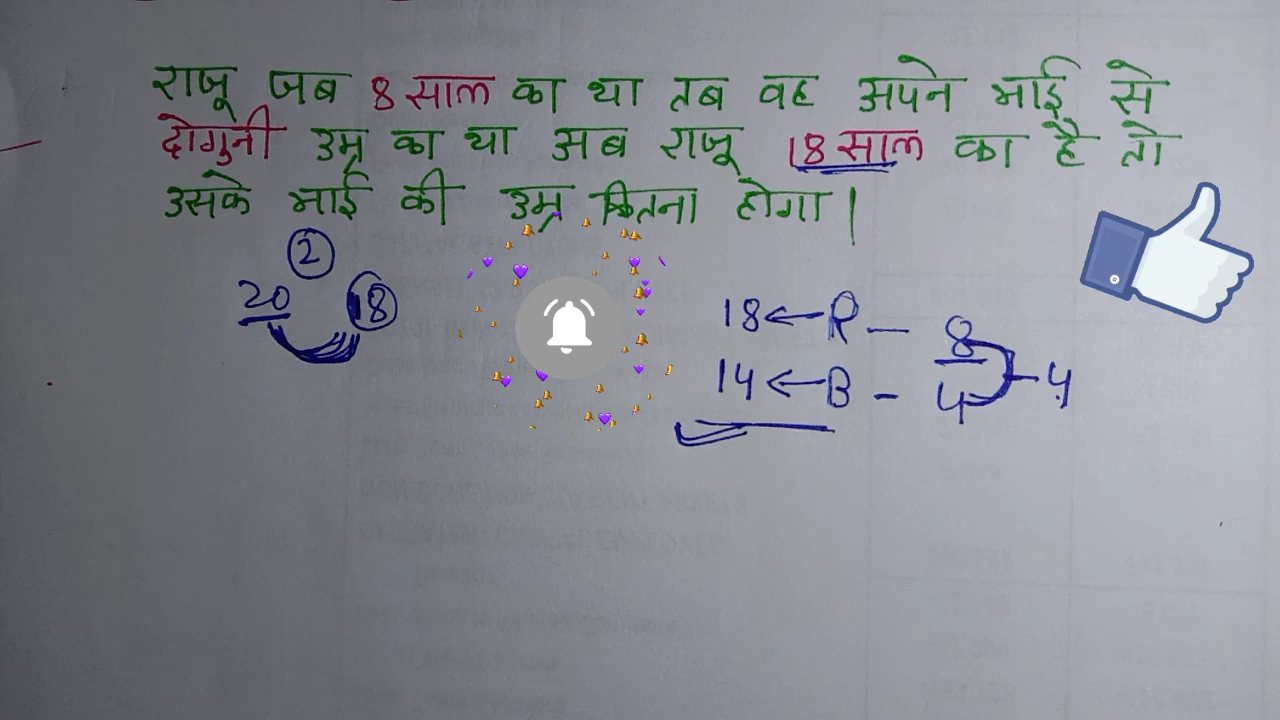 राजू जब 8 साल का था तब वह अपने भाई से
दोगुनी उम्र का था अब राजू 18 साल का है तो
उसके भाई की उम्र कितना होगा।
2
20 18
18 ← R — 8
14 ← B - 4 - 4